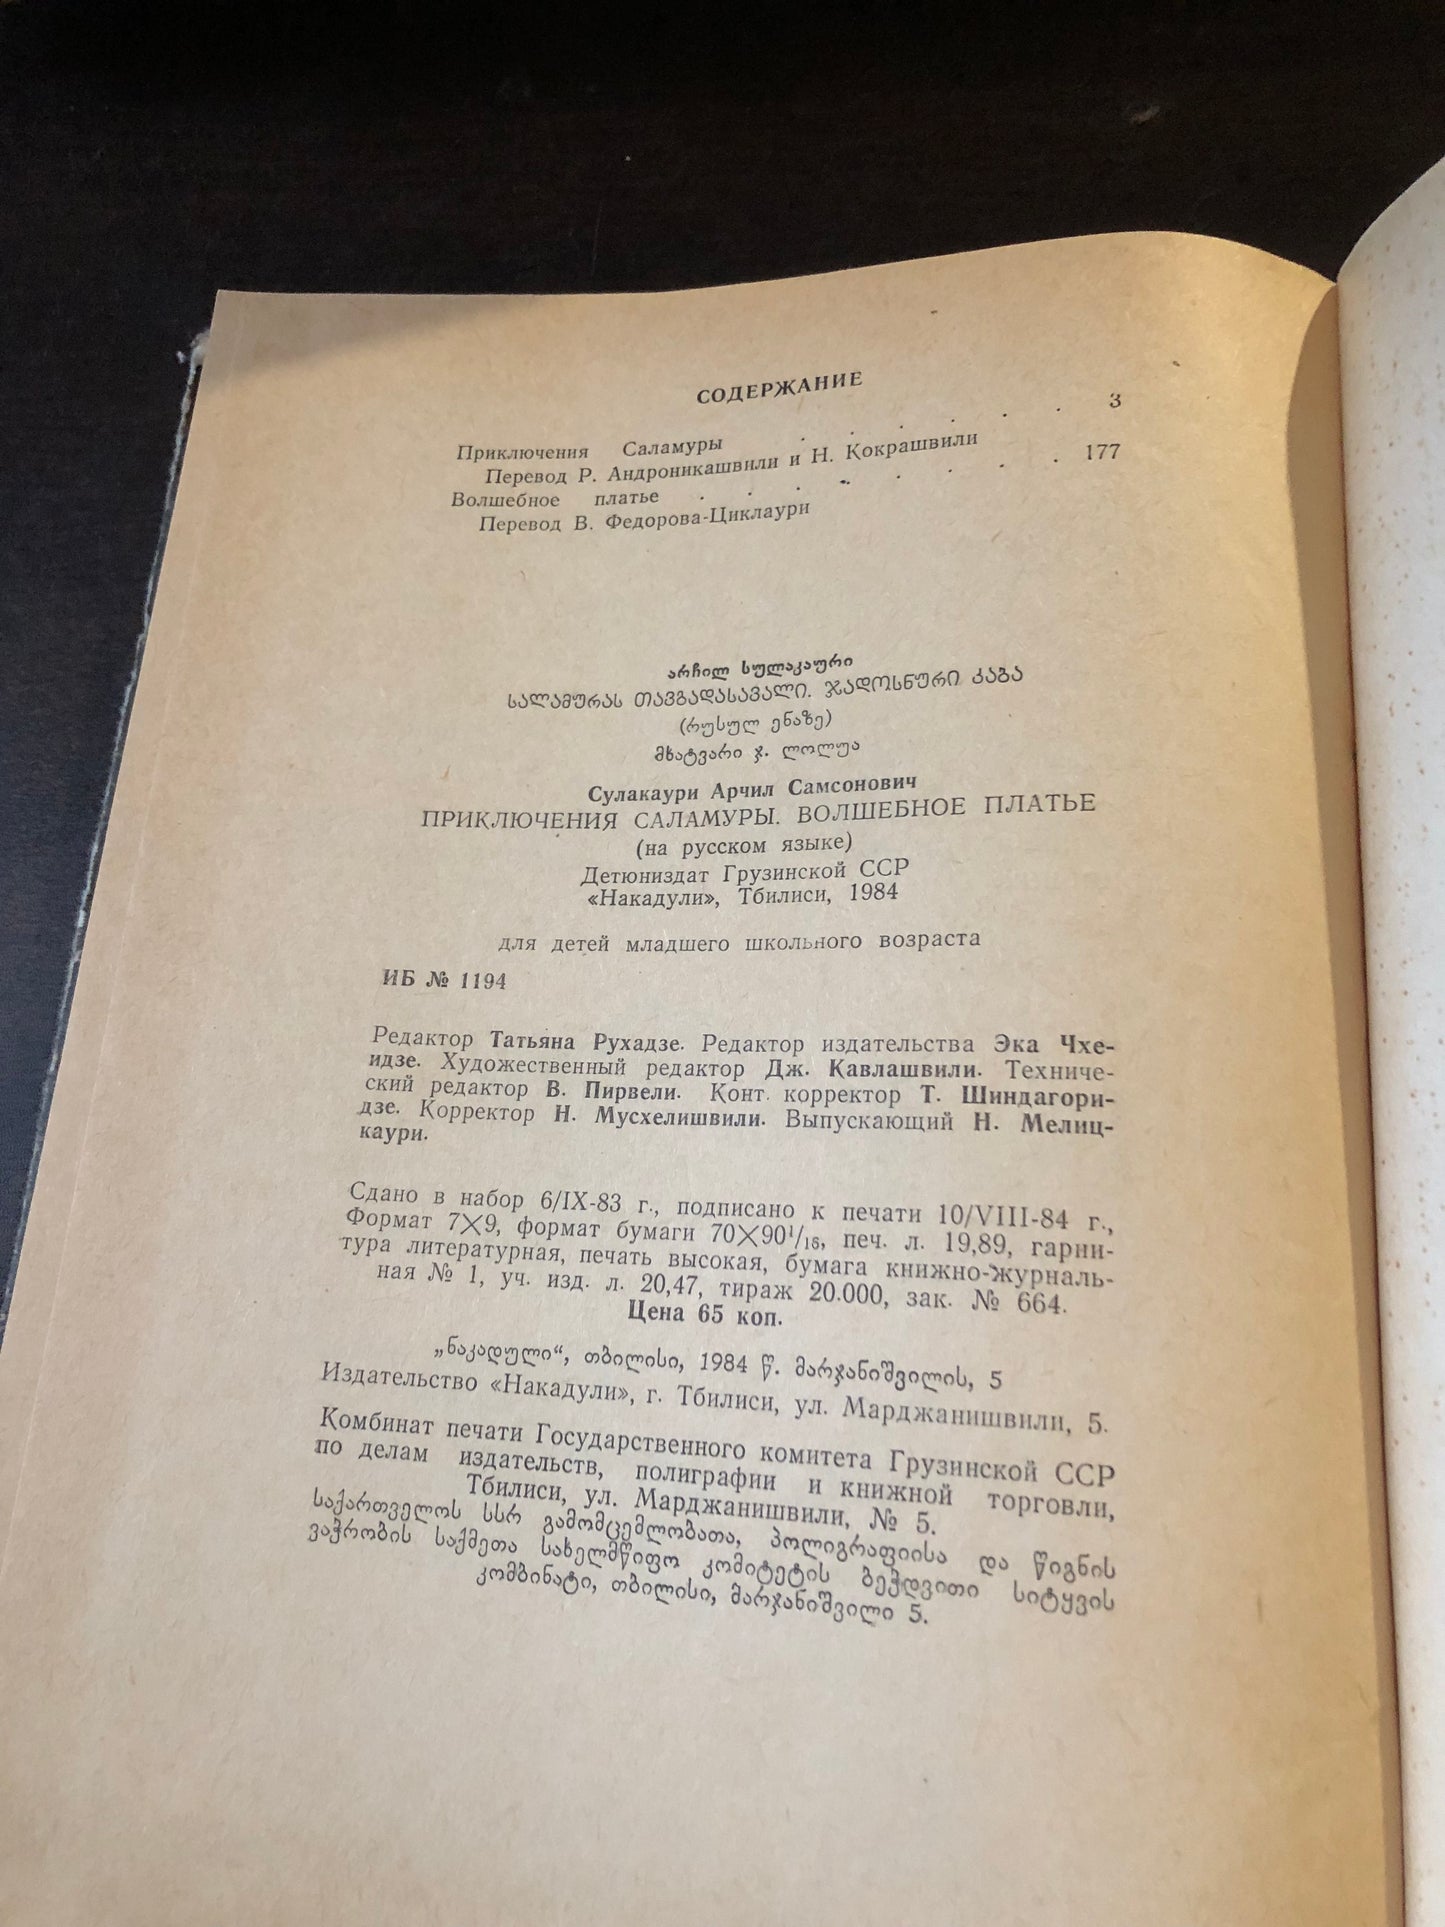 СОДЕРЖАНИЕ
Приключения Саламуры . . . . . . 3
Перевод Р. Андроникашвили и Н. Кокрашвили
Волшебное платье . . . . . . . . 177
Перевод В. Федорова-Циклаури
არჩილ სულაკაური
სალამურას თავგადასავალი. ჯადოსნური კაბა
(რუსულ ენაზე)
მხატვარი ჯ. ლოლუა
Сулакаури Арчил Самсонович
ПРИКЛЮЧЕНИЯ САЛАМУРЫ. ВОЛШЕБНОЕ ПЛАТЬЕ
(на русском языке)
Детюниздат Грузинской ССР
«Накадули», Тбилиси, 1984
для детей младшего школьного возраста
ИБ № 1194
Редактор Татьяна Рухадзе. Редактор издательства Эка Чхе-
идзе. Художественный редактор Дж. Кавлашвили. Техниче-
ский редактор В. Пирвели. Конт. корректор Т. Шиндагори-
дзе. Корректор Н. Мусхелишвили. Выпускающий Н. Мелиц-
каури.
Сдано в набор 6/IX-83 г., подписано к печати 10/VIII-84 г.,
Формат 7×9, формат бумаги 70×90¹/₁₆, печ. л. 19,89, гарни-
тура литературная, печать высокая, бумага книжно-журналь-
ная № 1, уч. изд. л. 20,47, тираж 20.000, зак. № 664.
Цена 65 коп.
„ნაკადული“, თბილისი, 1984 წ. მარჯანიშვილის, 5
Издательство «Накадули», г. Тбилиси, ул. Марджанишвили, 5.
Комбинат печати Государственного комитета Грузинской ССР
по делам издательств, полиграфии и книжной торговли,
Тбилиси, ул. Марджанишвили, № 5.
საქართველოს სსრ გამომცემლობათა, პოლიგრაფიისა და წიგნის
ვაჭრობის საქმეთა სახელმწიფო კომიტეტის ბეჭდვითი სიტყვის
კომბინატი, თბილისი, მარჯანიშვილი 5.